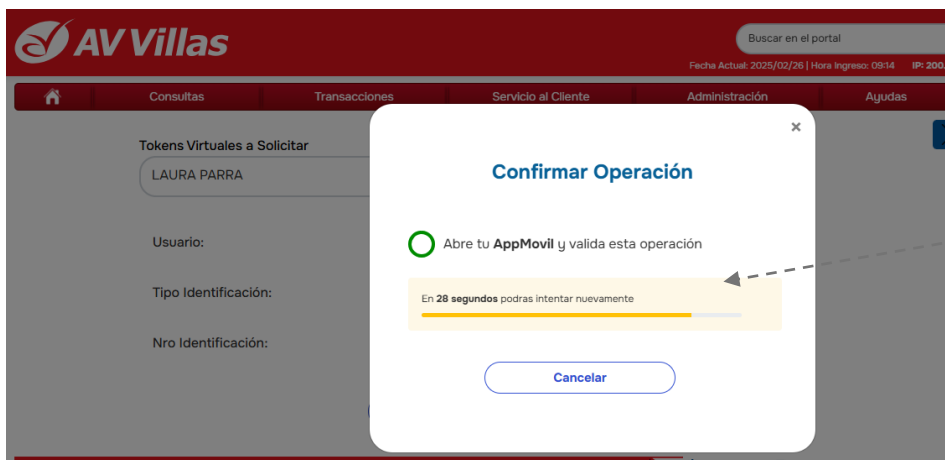 AV Villas
Buscar en el portal
Fecha Actual: 2025/02/26 | Hora Ingreso: 09:14 IP: 200.
Consultas Transacciones Servicio al Cliente Administración Ayudas
×
Tokens Virtuales a Solicitar
LAURA PARRA
Confirmar Operación
Usuario:
Abre tu AppMovil y valida esta operación
Tipo Identificación:
En 28 segundos podras intentar nuevamente
Nro Identificación:
Cancelar